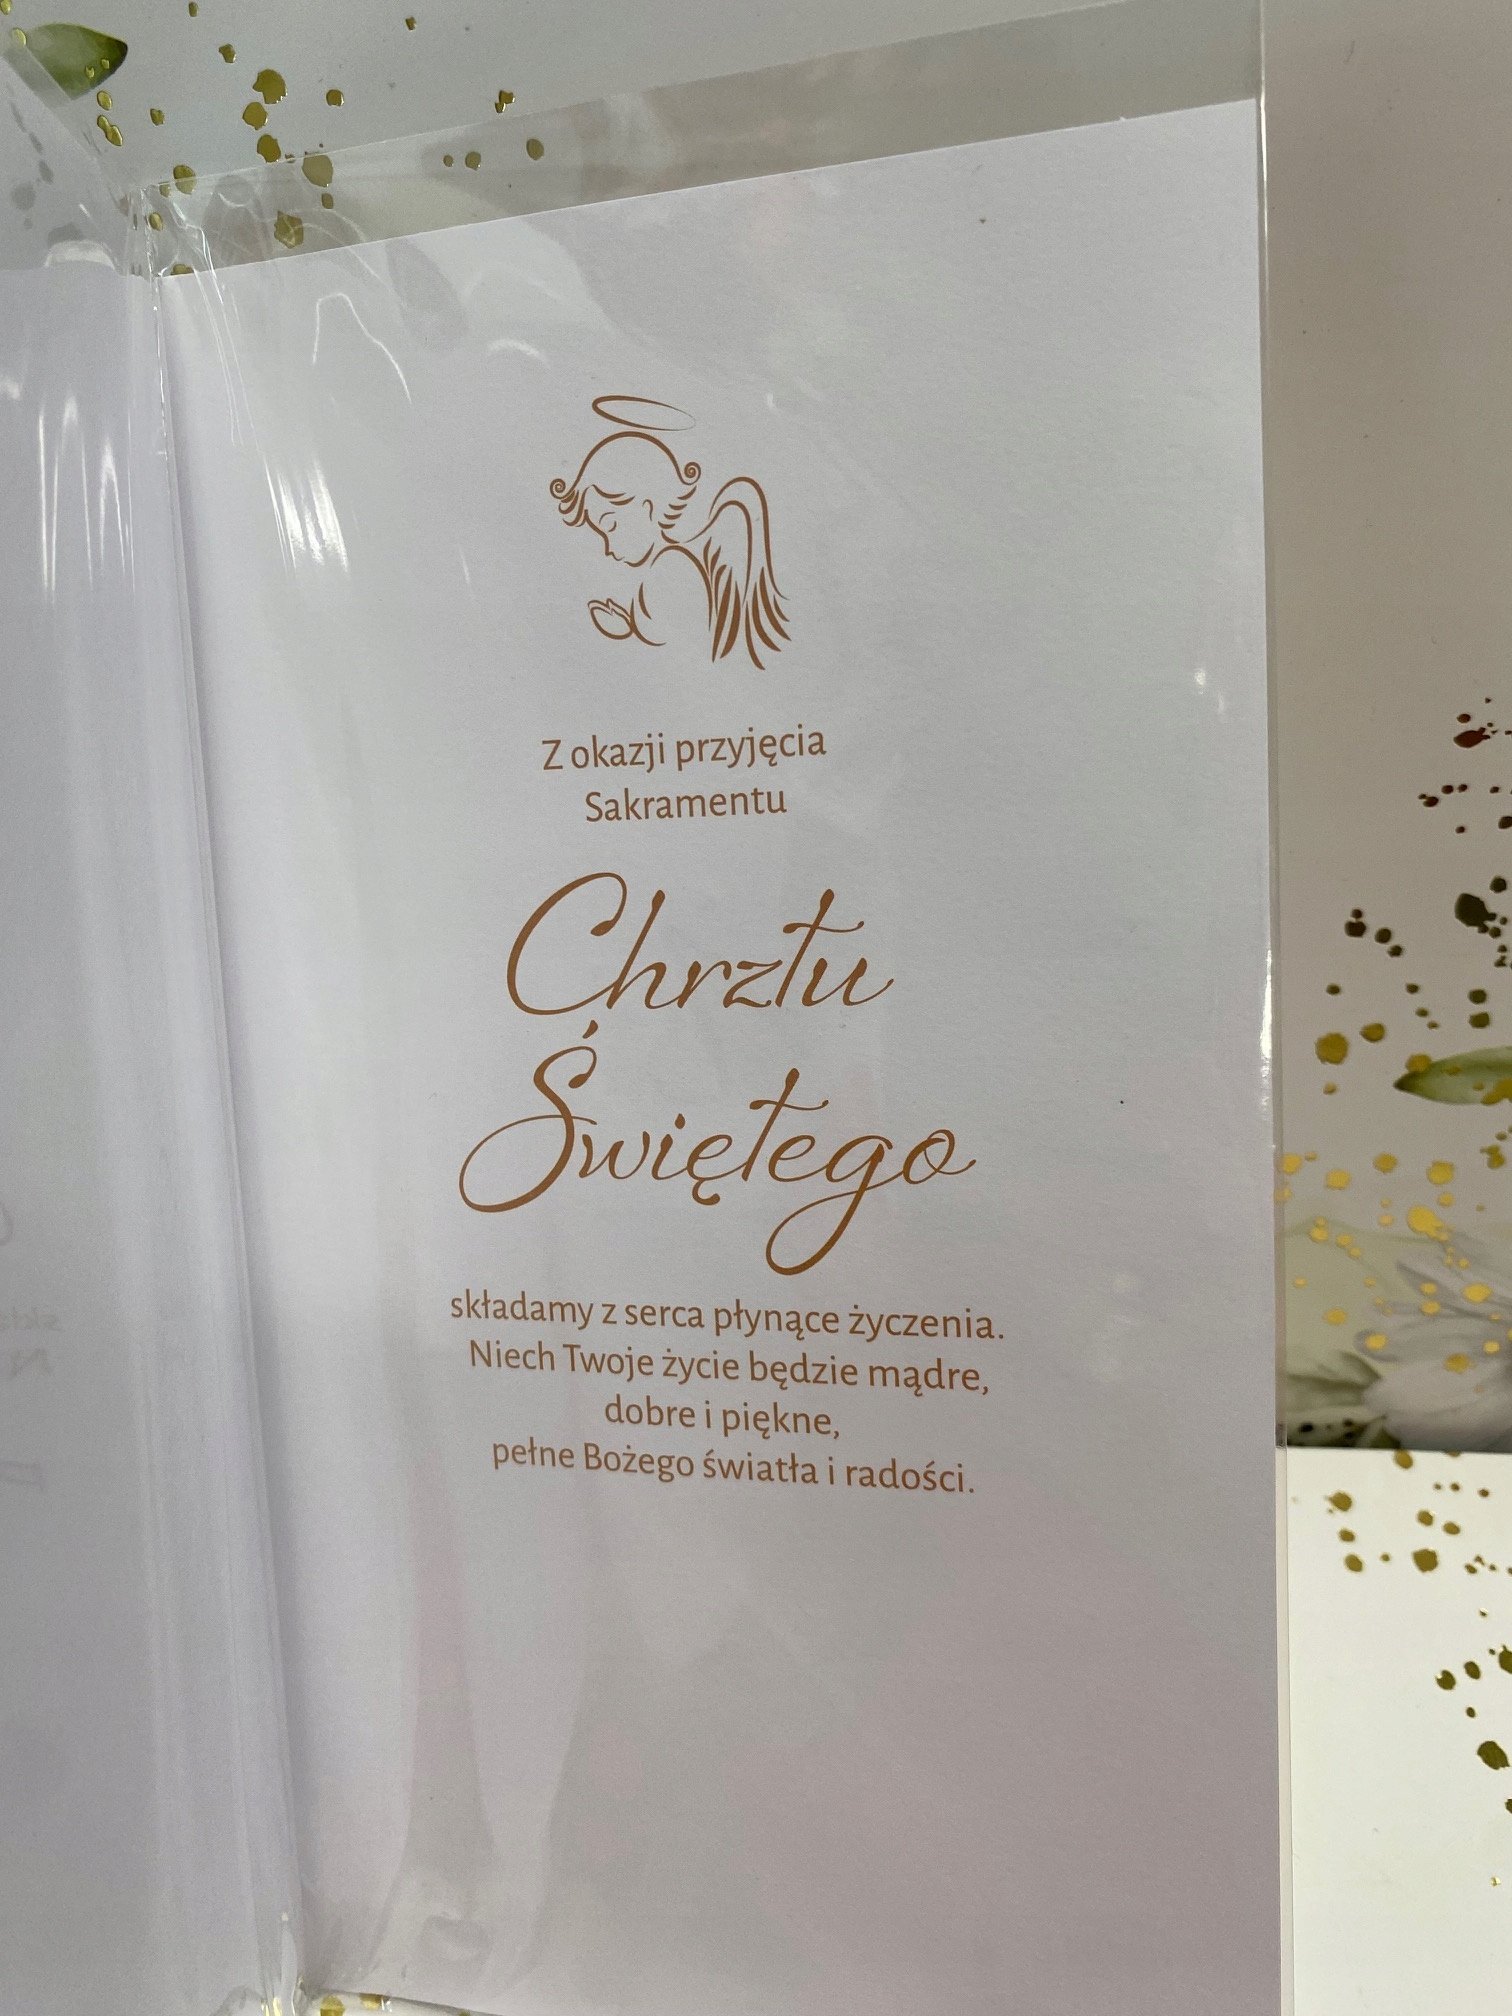 Z okazji przyjęcia
Sakramentu
Chrztu
Świętego
składamy z serca płynące życzenia.
Niech Twoje życie będzie mądre,
dobre i piękne,
pełne Bożego światła i radości.